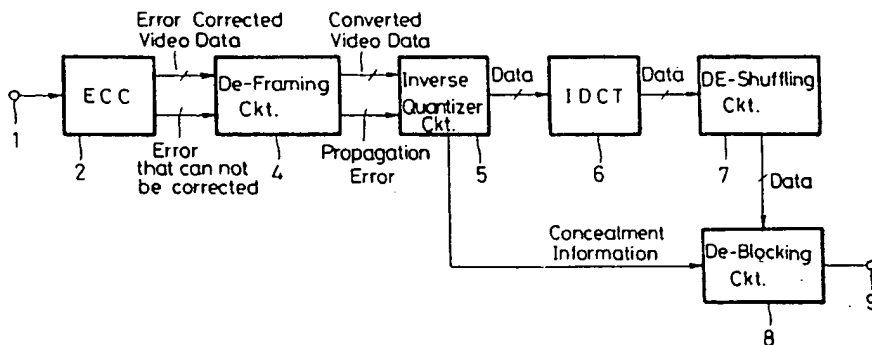 Error Corrected
Video Data
Converted
Video Data
ECC
De-Framing
Ckt.
Inverse
Quantizer
Ckt.
Data
IDCT
Data
DE-Shuffling
Ckt.
1
2
Error
that can not
be corrected
4
Propagation
Error
5
6
7
Data
Concealment
Information
De-Blocking
Ckt.
8
9